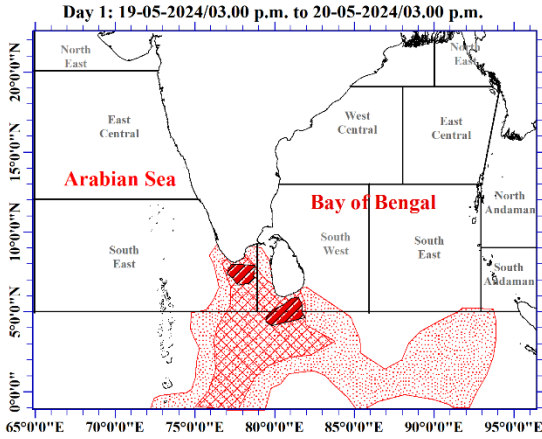 Day 1: 19-05-2024/03.00 p.m. to 20-05-2024/03.00 p.m.
North
East
North
East
20°0'0"N
East
Central
West
Central
East
Central
15°0'0"N
Arabian Sea
Bay of Bengal
North
Andaman
10°0'0"N
South
East
South
West
South
East
South
Andaman
5°0'0"N
0°0'0"
65°0'0"E 70°0'0"E 75°0'0"E 80°0'0"E 85°0'0"E 90°0'0"E 95°0'0"E